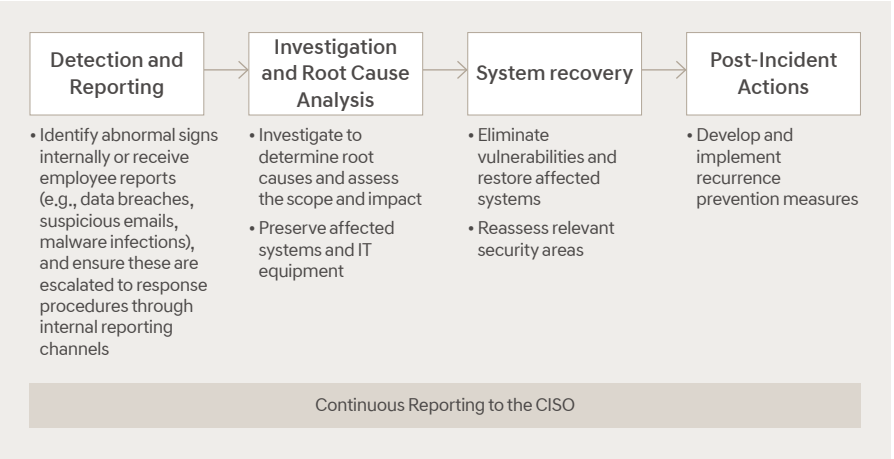 Detection and
Reporting
Investigation
and Root Cause
Analysis
System recovery
Post-Incident
Actions
• Identify abnormal signs
internally or receive
employee reports
(e.g., data breaches,
suspicious emails,
malware infections),
and ensure these are
escalated to response
procedures through
internal reporting
channels
• Investigate to
determine root
causes and assess
the scope and impact
• Preserve affected
systems and IT
equipment
• Eliminate
vulnerabilities and
restore affected
systems
• Reassess relevant
security areas
• Develop and
implement
recurrence
prevention measures
Continuous Reporting to the CISO